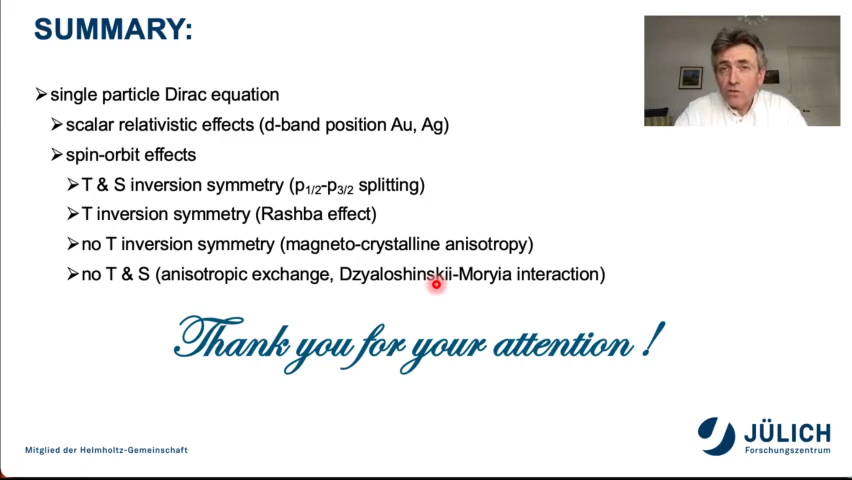 SUMMARY:
➢single particle Dirac equation
➢scalar relativistic effects (d-band position Au, Ag)
➢spin-orbit effects
➢T & S inversion symmetry (p1/2-p3/2 splitting)
➢T inversion symmetry (Rashba effect)
➢no T inversion symmetry (magneto-crystalline anisotropy)
➢no T & S (anisotropic exchange, Dzyaloshinskii-Moryia interaction)
Thank you for your attention !
Mitglied der Helmholtz-Gemeinschaft
JÜLICH
Forschungszentrum